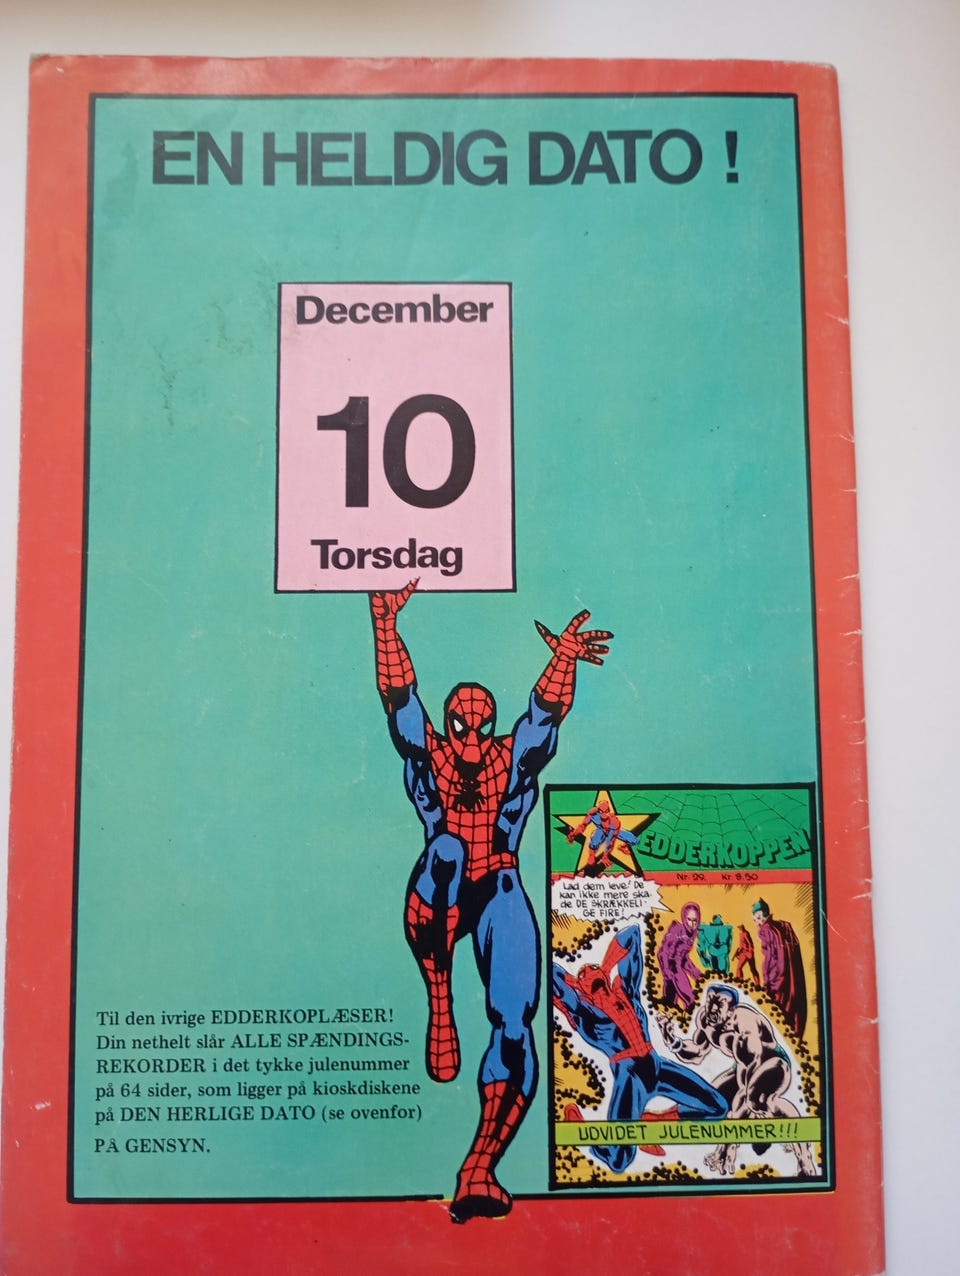 EN HELDIG DATO !
December
10
Torsdag
EDDERKOPPEN
Nr. 29. Kr 8.50
Lad dem leve! De
kan ikke mere ska-
de DE SKRÆKKELI-
GE FIRE!
UDVIDET JULENUMMER!!!
Til den ivrige EDDERKOPLÆSER!
Din nethelt slår ALLE SPÆNDINGS-
REKORDER i det tykke julenummer
på 64 sider, som ligger på kioskdiskene
på DEN HERLIGE DATO (se ovenfor)
PÅ GENSYN.